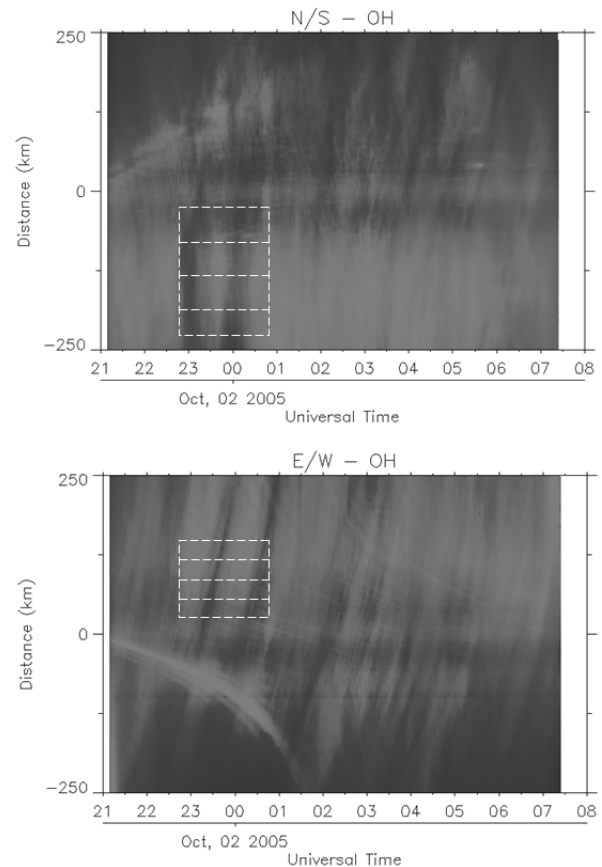 N/S - OH
250
Distance (km)
0
-250
21 22 23 00 01 02 03 04 05 06 07 08
Oct, 02 2005
Universal Time
E/W - OH
250
Distance (km)
0
-250
21 22 23 00 01 02 03 04 05 06 07 08
Oct, 02 2005
Universal Time